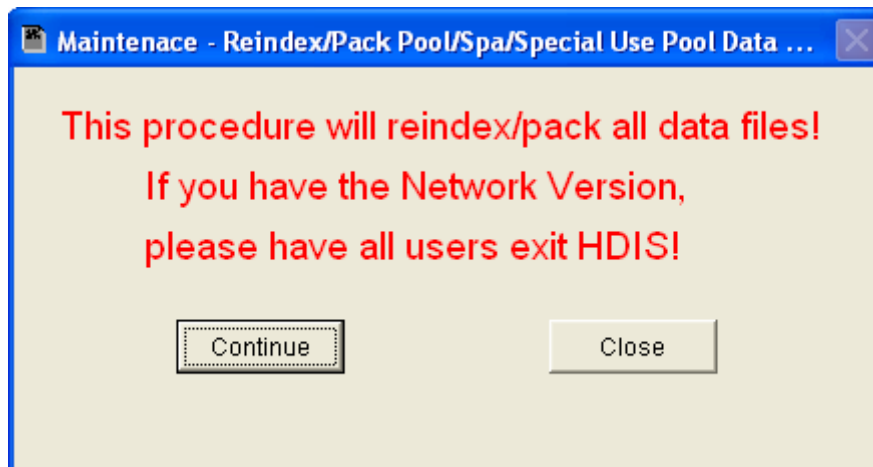 Maintenace - Reindex/Pack Pool/Spa/Special Use Pool Data ...
This procedure will reindex/pack all data files!
If you have the Network Version,
please have all users exit HDIS!
Continue
Close